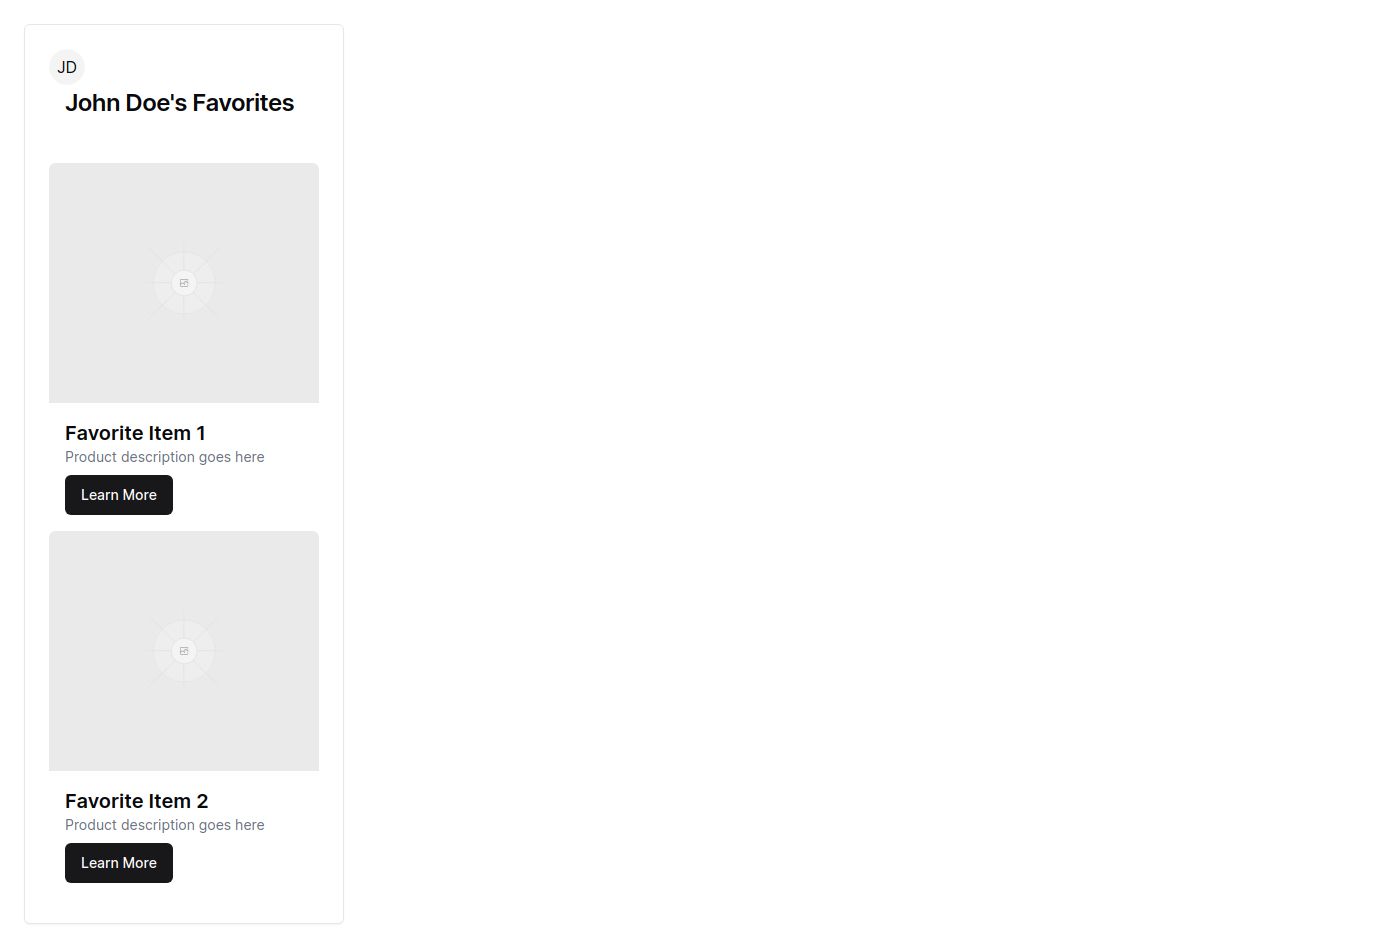 JD
John Doe's Favorites
Favorite Item 1
Product description goes here
Learn More
Favorite Item 2
Product description goes here
Learn More